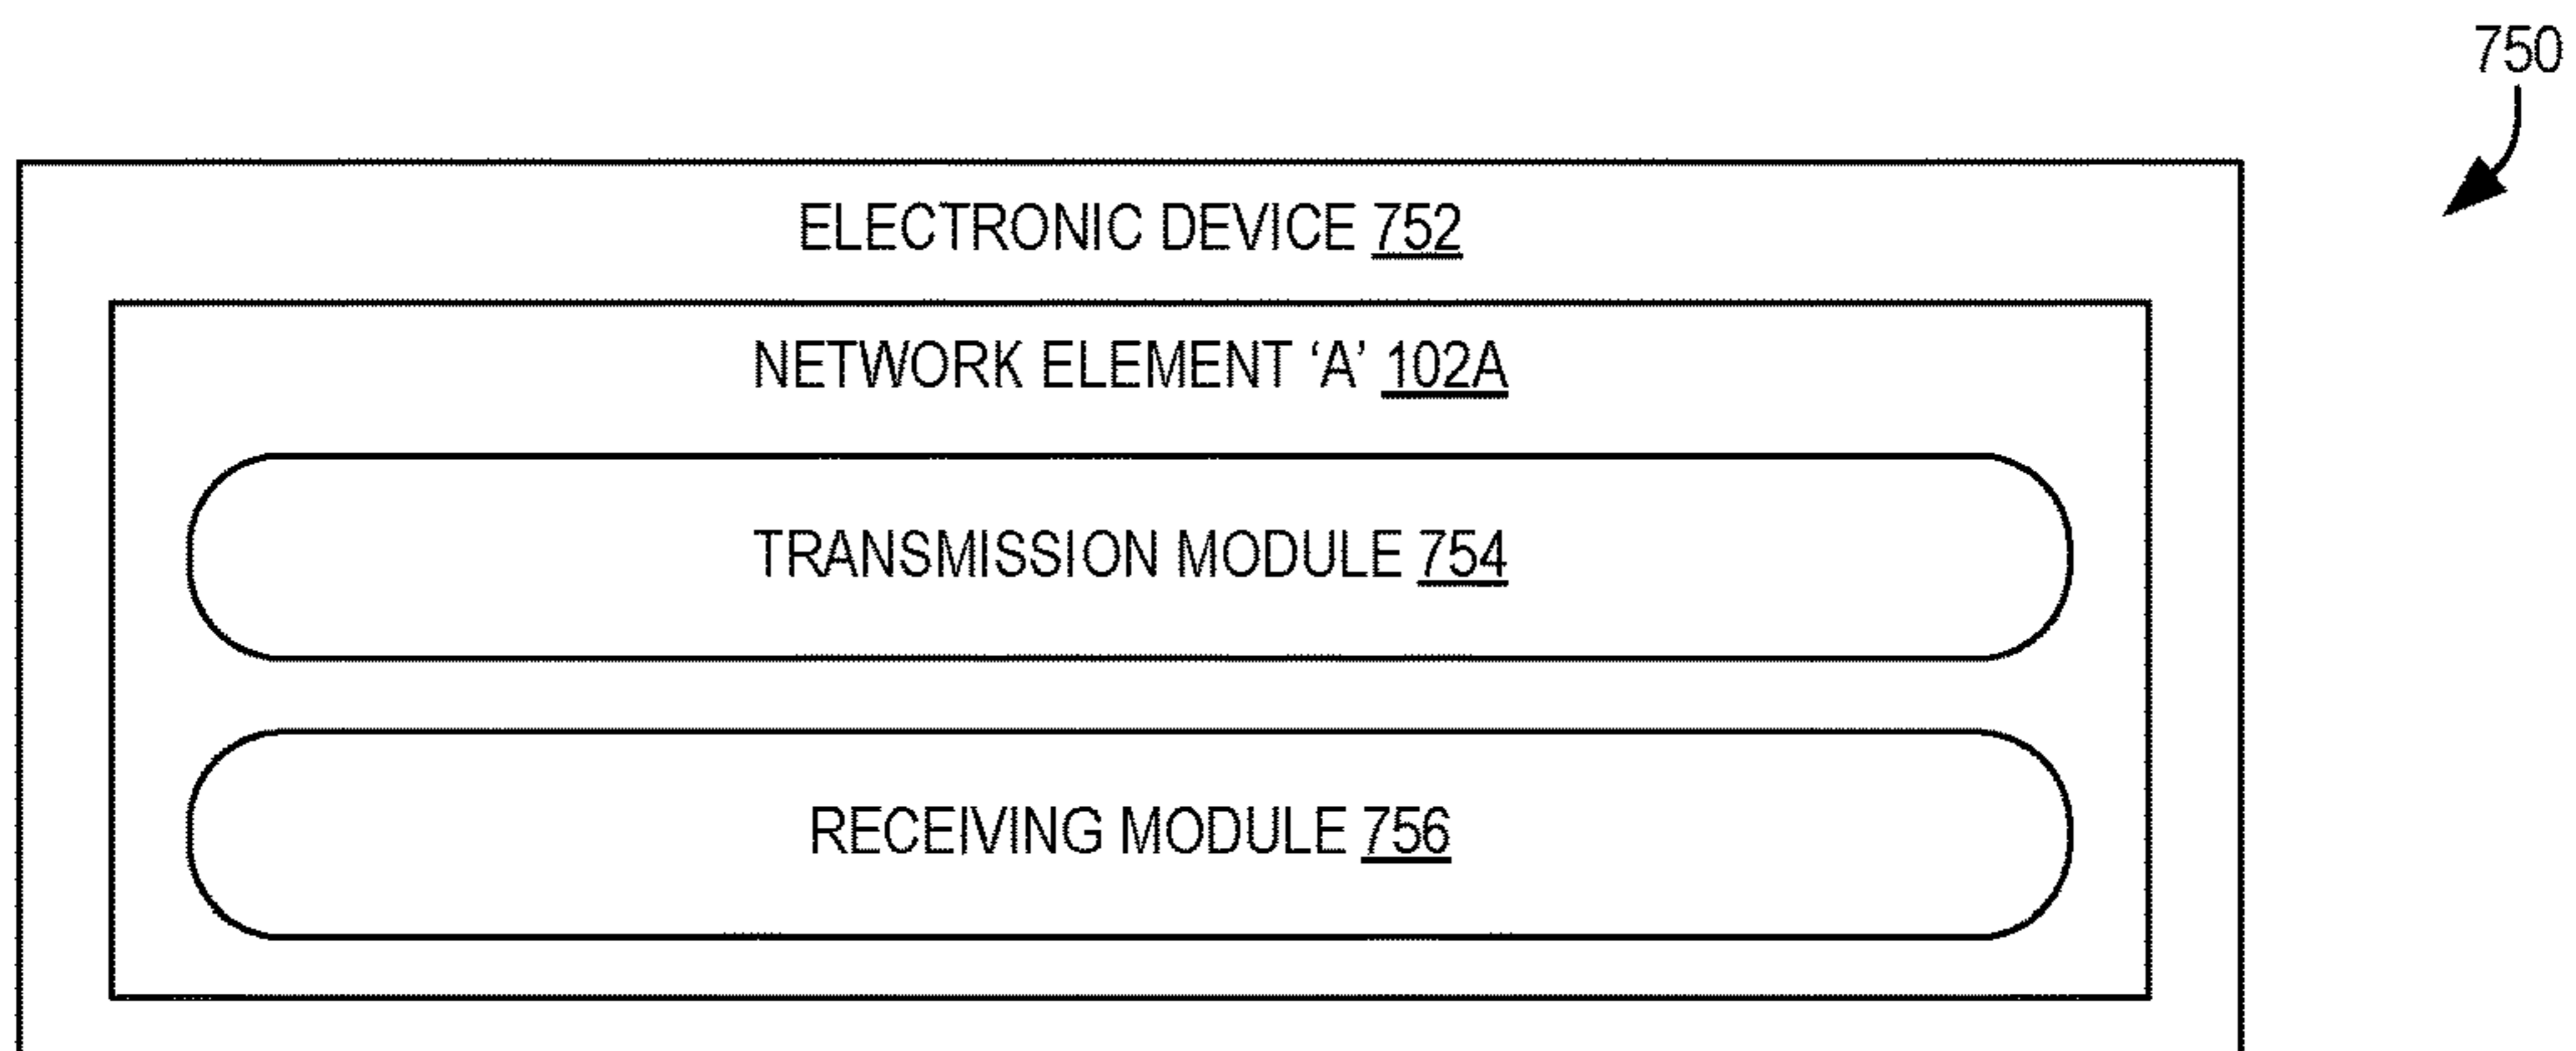 750
ELECTRONIC DEVICE 752
NETWORK ELEMENT ‘A’ 102A
TRANSMISSION MODULE 754
RECEIVING MODULE 756